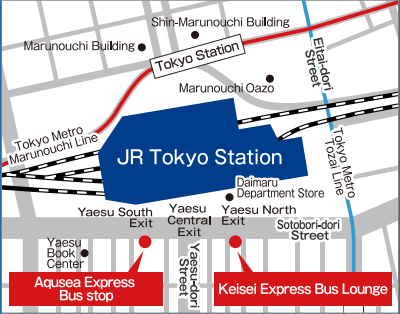 Shin-Marunouchi Building
Marunouchi Building
Tokyo Station
Eitai-dori
Street
Marunouchi Oazo
Tokyo Metro
Marunouchi Line
JR Tokyo Station
Tokyo Metro
Tozai Line
Daimaru
Department Store
Yaesu South
Exit
Yaesu
Central
Exit
Yaesu North
Exit
Sotobori-dori
Street
Yaesu
Book
Center
Yaesu-dori
Street
Aqusea Express
Bus stop
Keisei Express Bus Lounge